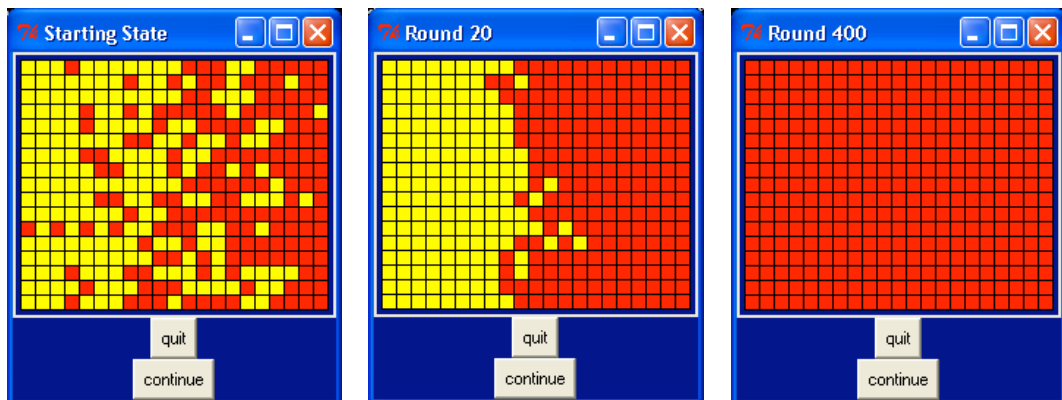 Starting State
quit
continue
Round 20
quit
continue
Round 400
quit
continue